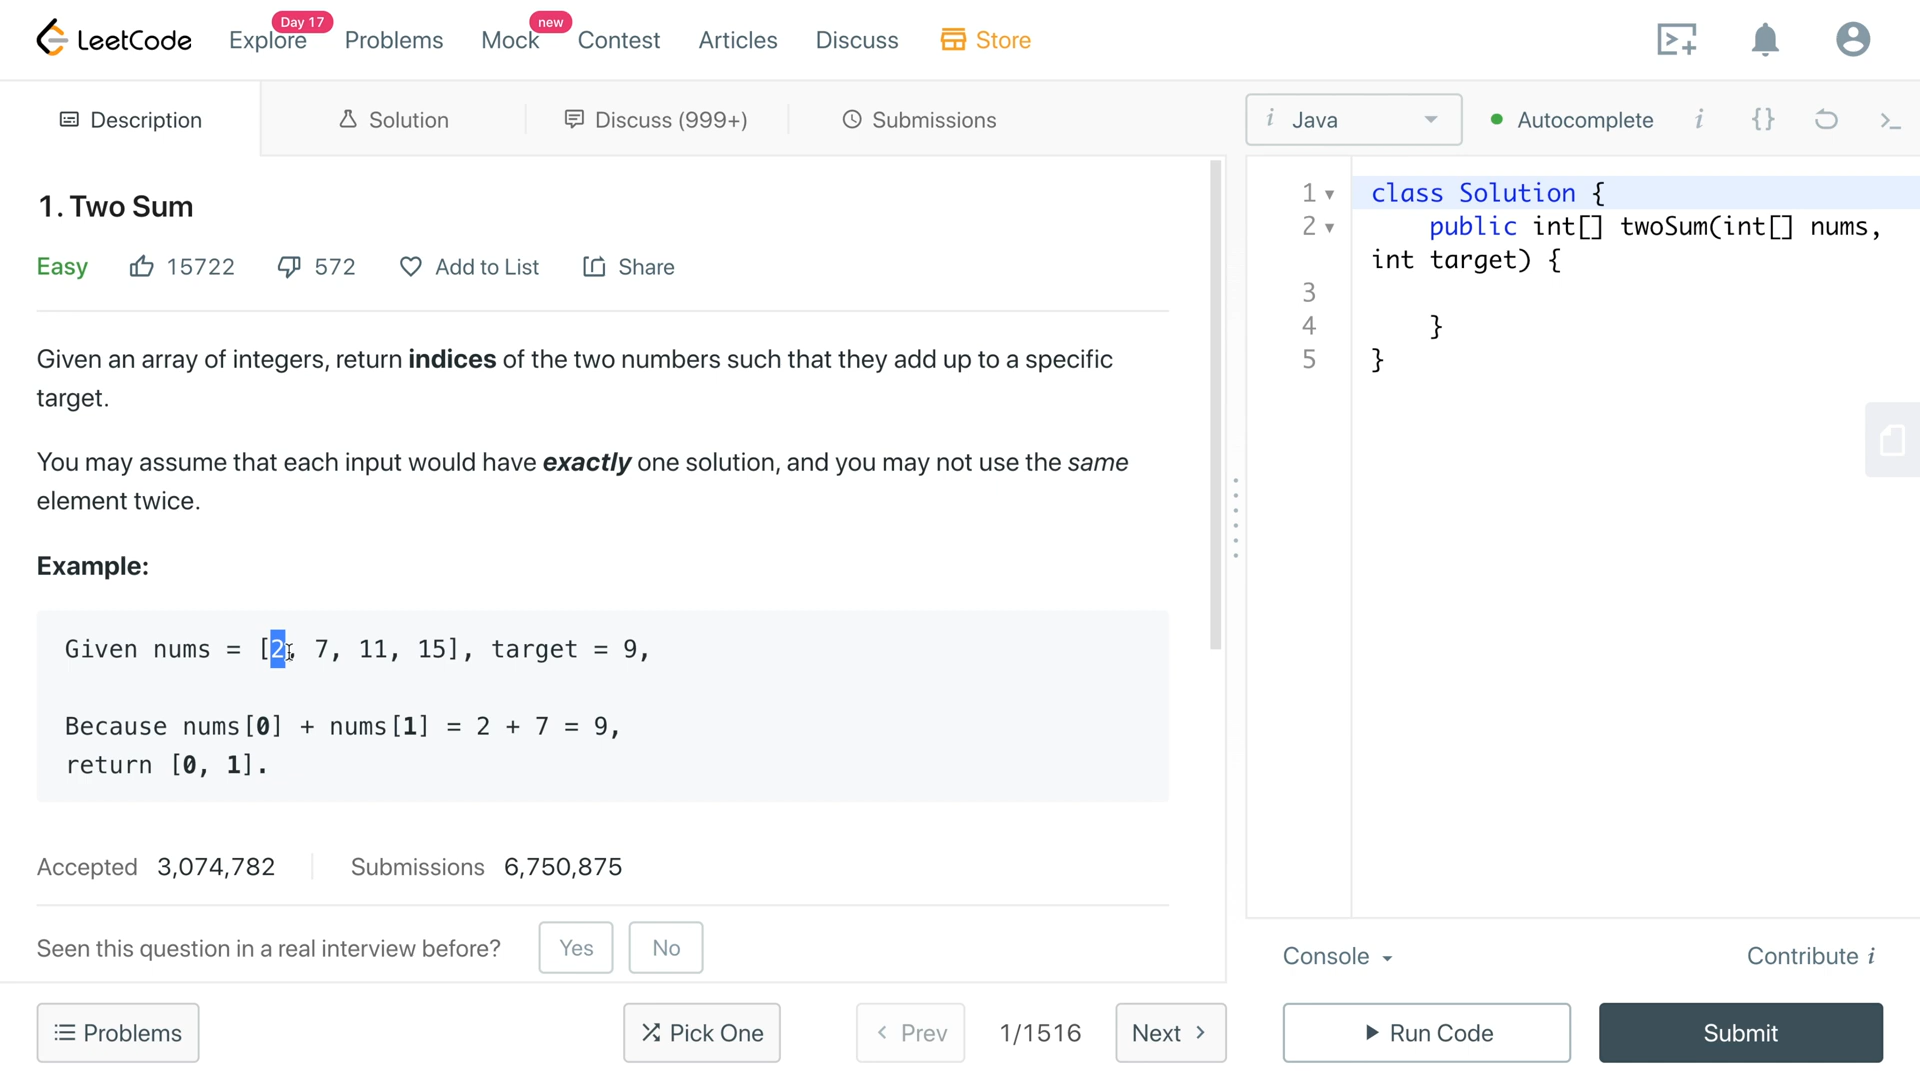 LeetCode
Explore
Day 17
Problems
Mock
new
Contest
Articles
Discuss
Store
Description
Solution
Discuss (999+)
Submissions
i Java
Autocomplete
i
{}
>_
1. Two Sum
Easy
15722
572
Add to List
Share
Given an array of integers, return indices of the two numbers such that they add up to a specific
target.
You may assume that each input would have exactly one solution, and you may not use the same
element twice.
Example:
Given nums = [2, 7, 11, 15], target = 9,
Because nums[0] + nums[1] = 2 + 7 = 9,
return [0, 1].
Accepted 3,074,782
Submissions 6,750,875
Seen this question in a real interview before?
Yes
No
Problems
Pick One
< Prev
1/1516
Next >
1 class Solution {
2 public int[] twoSum(int[] nums,
int target) {
3
4 }
5 }
Console
Contribute i
Run Code
Submit